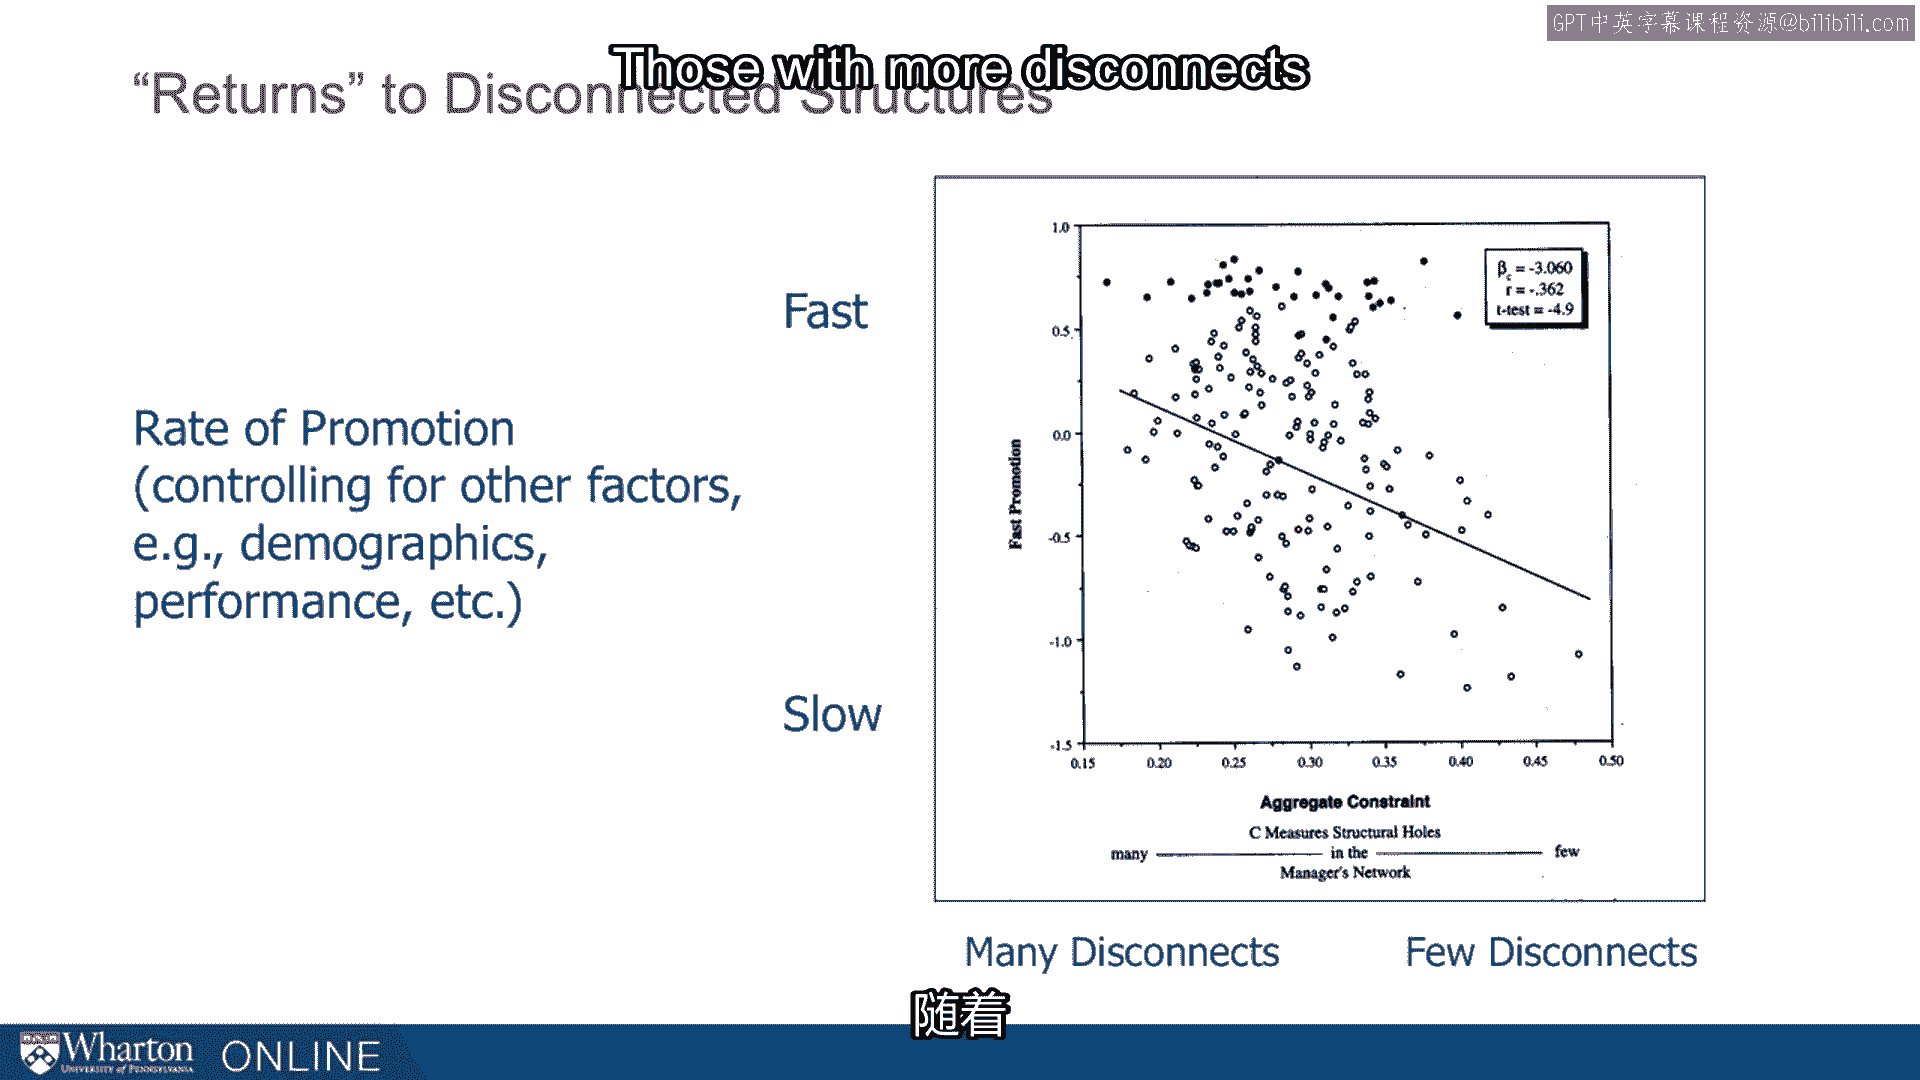 GPT中英字幕课程资源@bilibili.com
Those with more disconnects
“Returns” to Disconnected Structures
Fast
Rate of Promotion
(controlling for other factors,
e.g., demographics,
performance, etc.)
Slow
1.0
0.5
0.0
-0.5
-1.0
-1.5
Fast Promotion
βc = -3.060
r = -.362
t-test = -4.9
0.15 0.20 0.25 0.30 0.35 0.40 0.45 0.50
Aggregate Constraint
C Measures Structural Holes
many in the few
Manager's Network
Many Disconnects Few Disconnects
随着
Wharton ONLINE
UNIVERSITY of PENNSYLVANIA